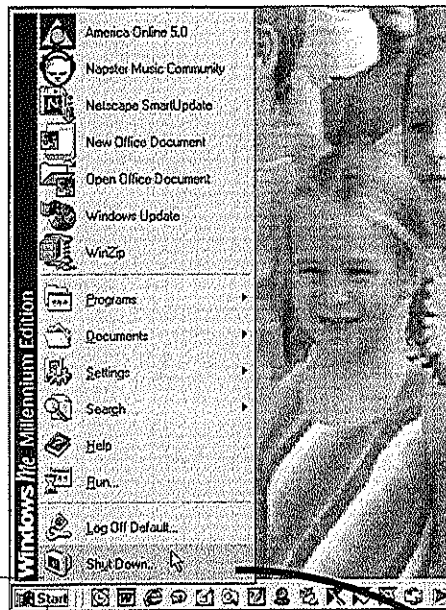 America Online 5.0
Napster Music Community
Netscape SmartUpdate
New Office Document
Open Office Document
Windows Update
WinZip
Programs
Documents
Settings
Search
Help
Run...
Log Off Default...
Shut Down...
Windows Me Millennium Edition
Start